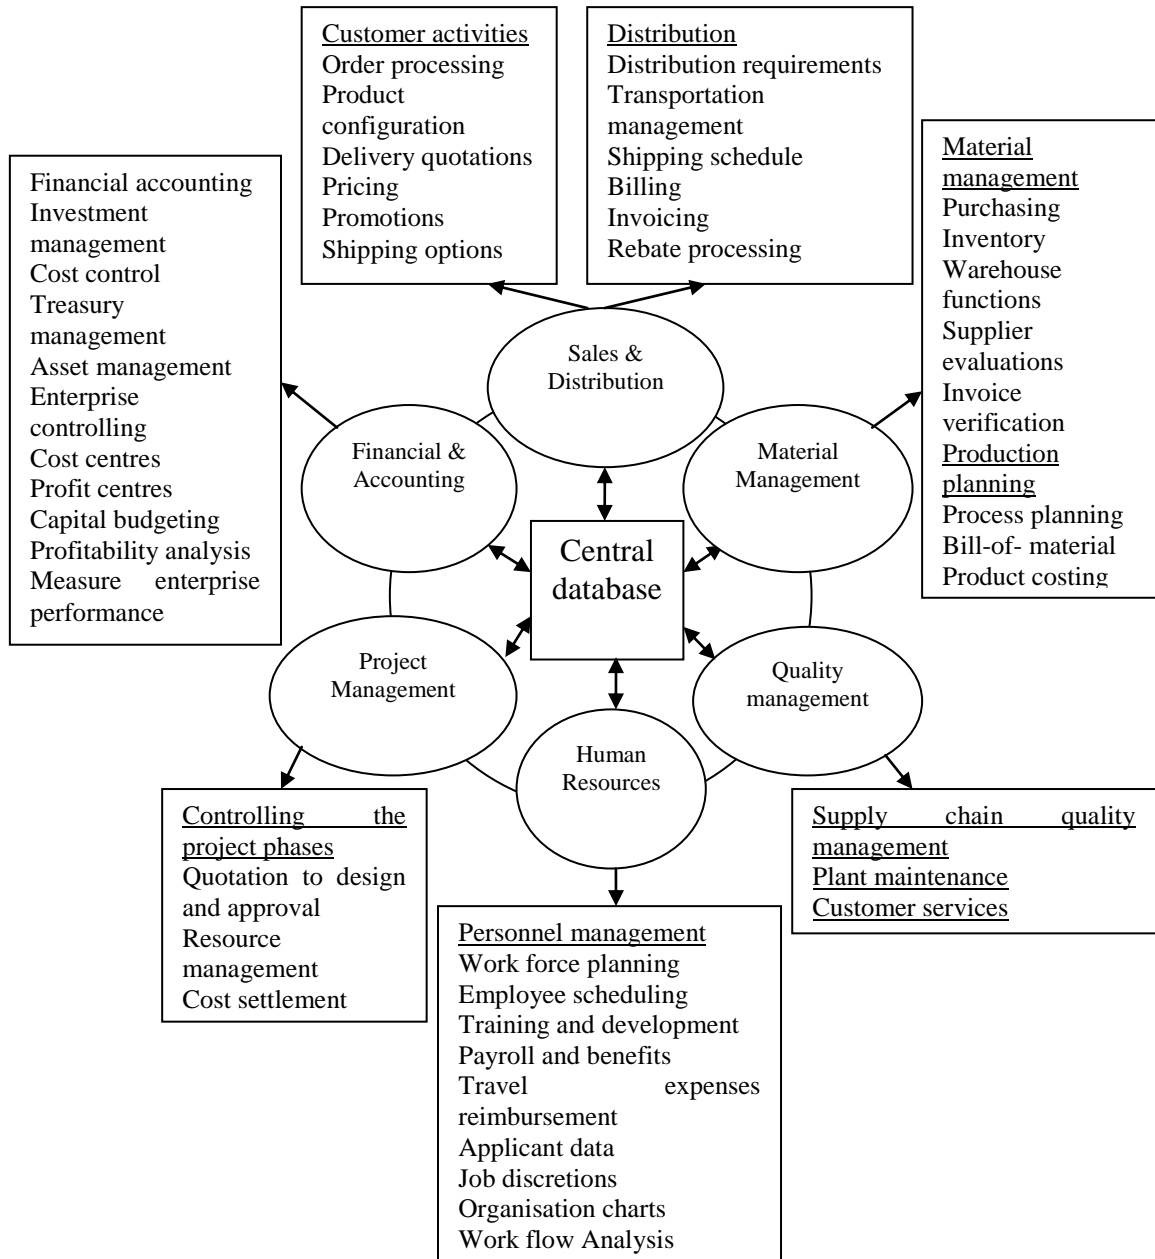 Customer activities
Order processing
Product
configuration
Delivery quotations
Pricing
Promotions
Shipping options
Distribution
Distribution requirements
Transportation
management
Shipping schedule
Billing
Invoicing
Rebate processing
Material
management
Purchasing
Inventory
Warehouse
functions
Supplier
evaluations
Invoice
verification
Production
planning
Process planning
Bill-of- material
Product costing
Financial accounting
Investment
management
Cost control
Treasury
management
Asset management
Enterprise
controlling
Cost centres
Profit centres
Capital budgeting
Profitability analysis
Measure enterprise
performance
Sales &
Distribution
Financial &
Accounting
Material
Management
Central
database
Project
Management
Quality
management
Human
Resources
Controlling the
project phases
Quotation to design
and approval
Resource
management
Cost settlement
Supply chain quality
management
Plant maintenance
Customer services
Personnel management
Work force planning
Employee scheduling
Training and development
Payroll and benefits
Travel expenses
reimbursement
Applicant data
Job discretions
Organisation charts
Work flow Analysis